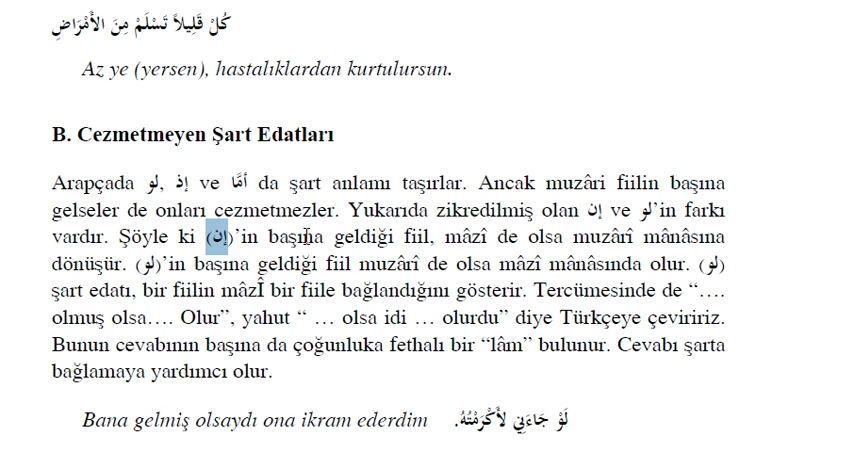 كُلْ قَلِيلاً تَسْلَمْ مِنَ الأَمْرَاضِ
Az ye (yersen), hastalıklardan kurtulursun.
B. Cezmetmeyen Şart Edatları
Arapçada لو, إذ ve أمَّا da şart anlamı taşırlar. Ancak muzâri fiilin başına
gelseler de onları cezmetmezler. Yukarıda zikredilmiş olan إن ve لو’in farkı
vardır. Şöyle ki (إن)’in başına geldiği fiil, mâzî de olsa muzârî mânâsına
dönüşür. (لو)’in başına geldiği fiil muzârî de olsa mâzî mânâsında olur. (لو)
şart edatı, bir fiilin mâzÎ bir fiile bağlandığını gösterir. Tercümesinde de “….
olmuş olsa…. Olur”, yahut “ … olsa idi … olurdu” diye Türkçeye çeviririz.
Bunun cevabının başına da çoğunluka fethalı bir “lâm” bulunur. Cevabı şarta
bağlamaya yardımcı olur.
Bana gelmiş olsaydı ona ikram ederdim لَوْ جَاءَنِي لأَكْرَمْتُهُ.